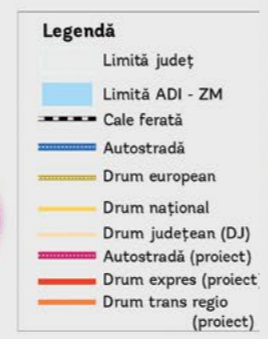 Legendă
Limită județ
Limită ADI - ZM
Cale ferată
Autostradă
Drum european
Drum național
Drum județean (DJ)
Autostradă (proiect)
Drum expres (proiect
Drum trans regio
(proiect)